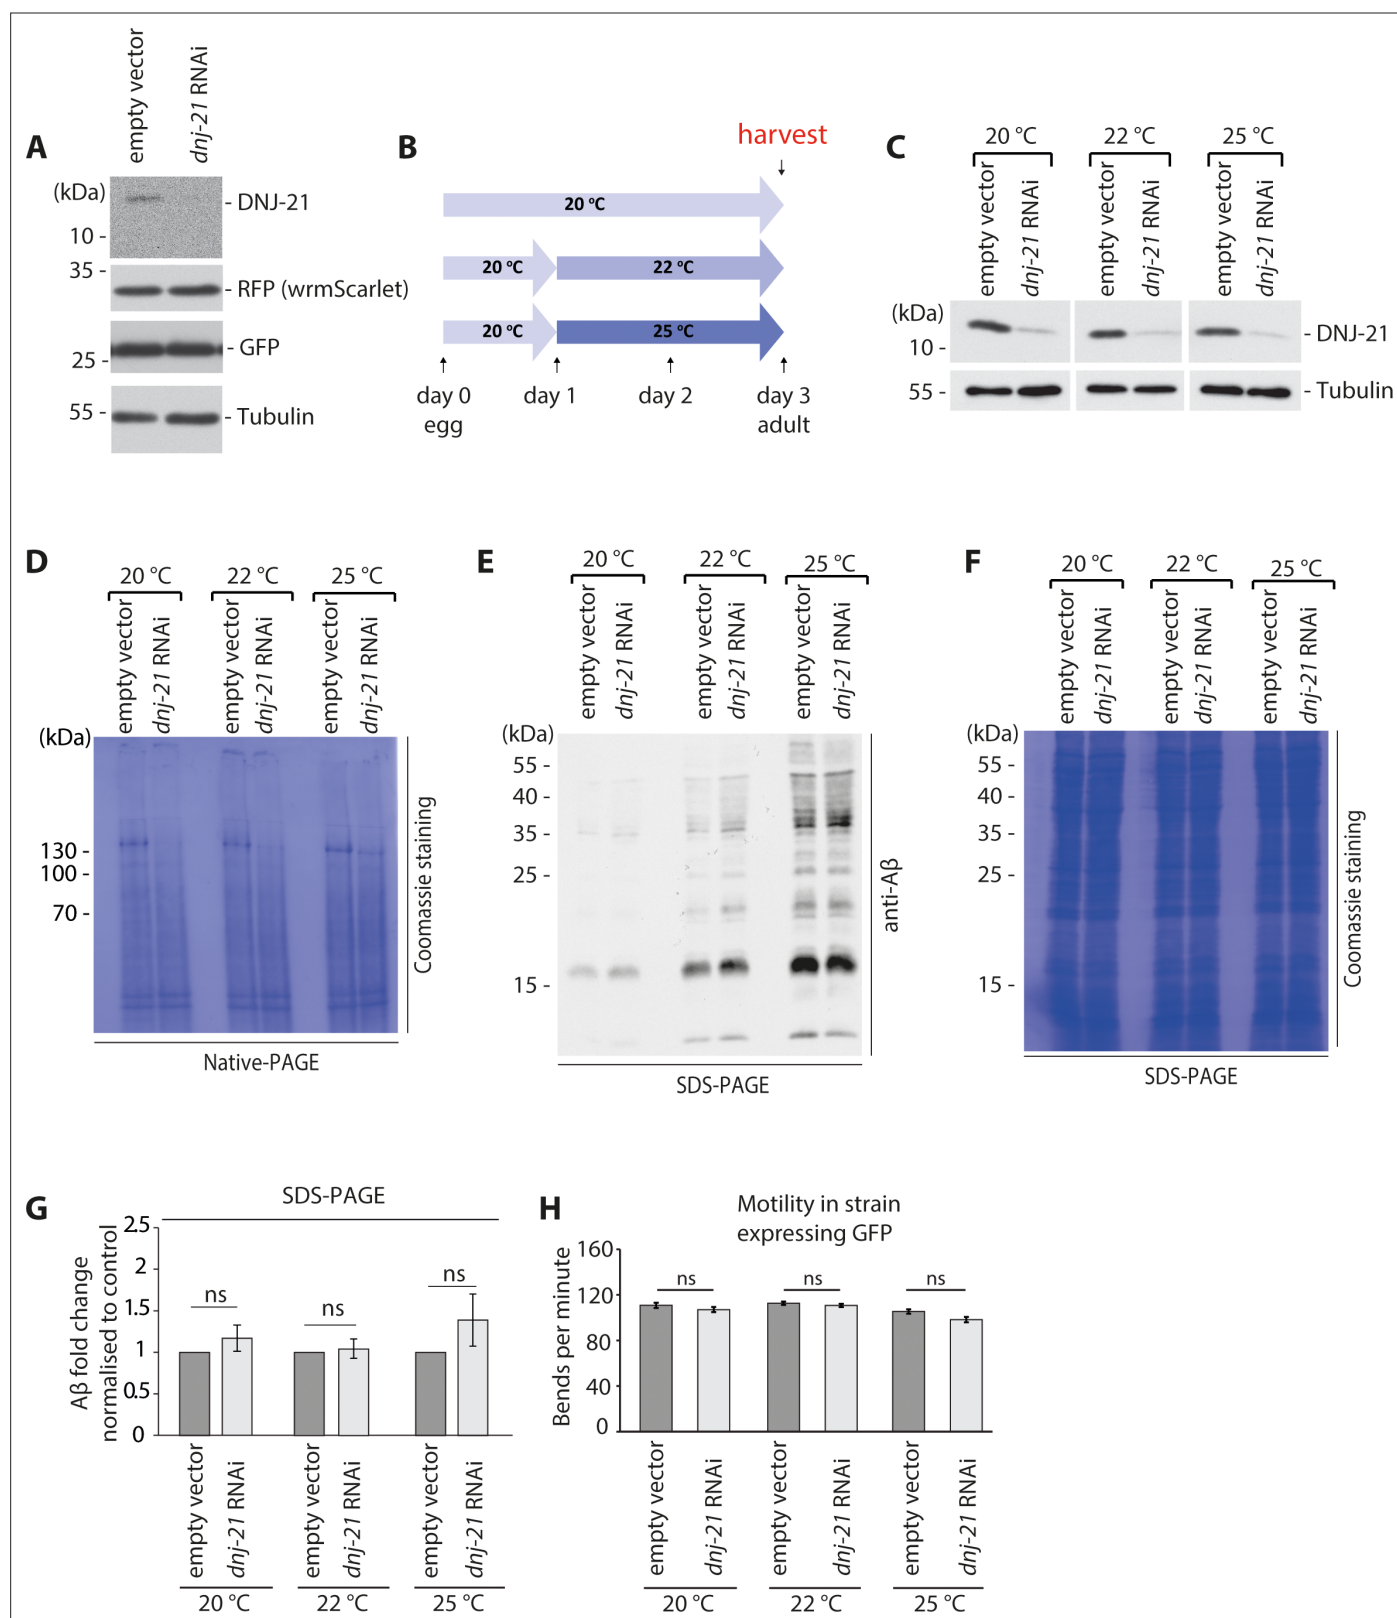 A
empty vector
dnj-21 RNAi
(kDa)
- DNJ-21
10 -
35 -
- RFP (wrmScarlet)
- GFP
25 -
55 -
- Tubulin
B
harvest
20 °C
20 °C
22 °C
20 °C
25 °C
day 0
egg
day 1
day 2
day 3
adult
C
20 °C
22 °C
25 °C
empty vector
dnj-21 RNAi
empty vector
dnj-21 RNAi
empty vector
dnj-21 RNAi
(kDa)
- DNJ-21
10 -
55 -
- Tubulin
D
20 °C
22 °C
25 °C
empty vector
dnj-21 RNAi
empty vector
dnj-21 RNAi
empty vector
dnj-21 RNAi
(kDa)
130 -
100 -
70 -
Coomassie staining
Native-PAGE
E
20 °C
22 °C
25 °C
empty vector
dnj-21 RNAi
empty vector
dnj-21 RNAi
empty vector
dnj-21 RNAi
(kDa)
55 -
40 -
35 -
25 -
15 -
anti-Aβ
SDS-PAGE
F
20 °C
22 °C
25 °C
empty vector
dnj-21 RNAi
empty vector
dnj-21 RNAi
empty vector
dnj-21 RNAi
(kDa)
55 -
40 -
35 -
25 -
15 -
Coomassie staining
SDS-PAGE
G
SDS-PAGE
Aβ fold change
normalised to control
2.5
2
1.5
1
0.5
0
ns
ns
ns
empty vector
dnj-21 RNAi
empty vector
dnj-21 RNAi
empty vector
dnj-21 RNAi
20 °C
22 °C
25 °C
H
Motility in strain
expressing GFP
Bends per minute
160
120
80
40
0
ns
ns
ns
empty vector
dnj-21 RNAi
empty vector
dnj-21 RNAi
empty vector
dnj-21 RNAi
20 °C
22 °C
25 °C